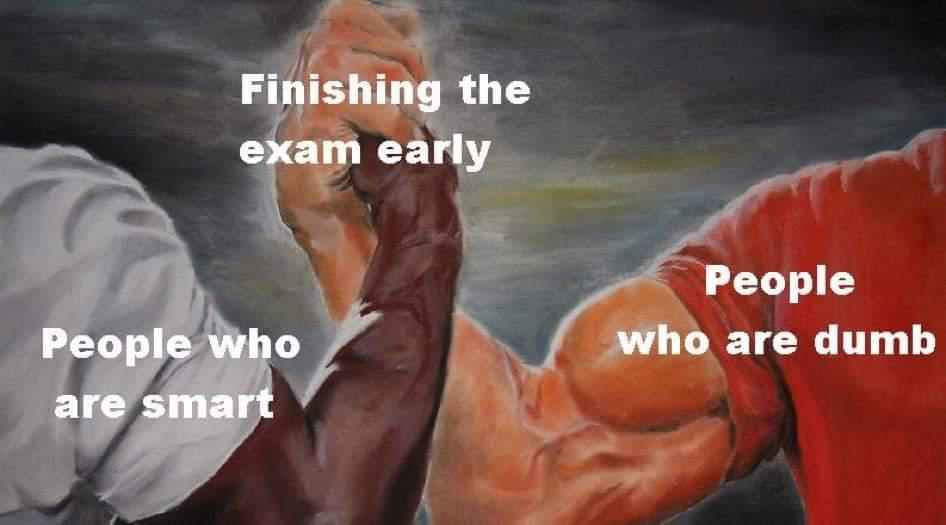 Finishing the
exam early
People
who are dumb
People who
are smart